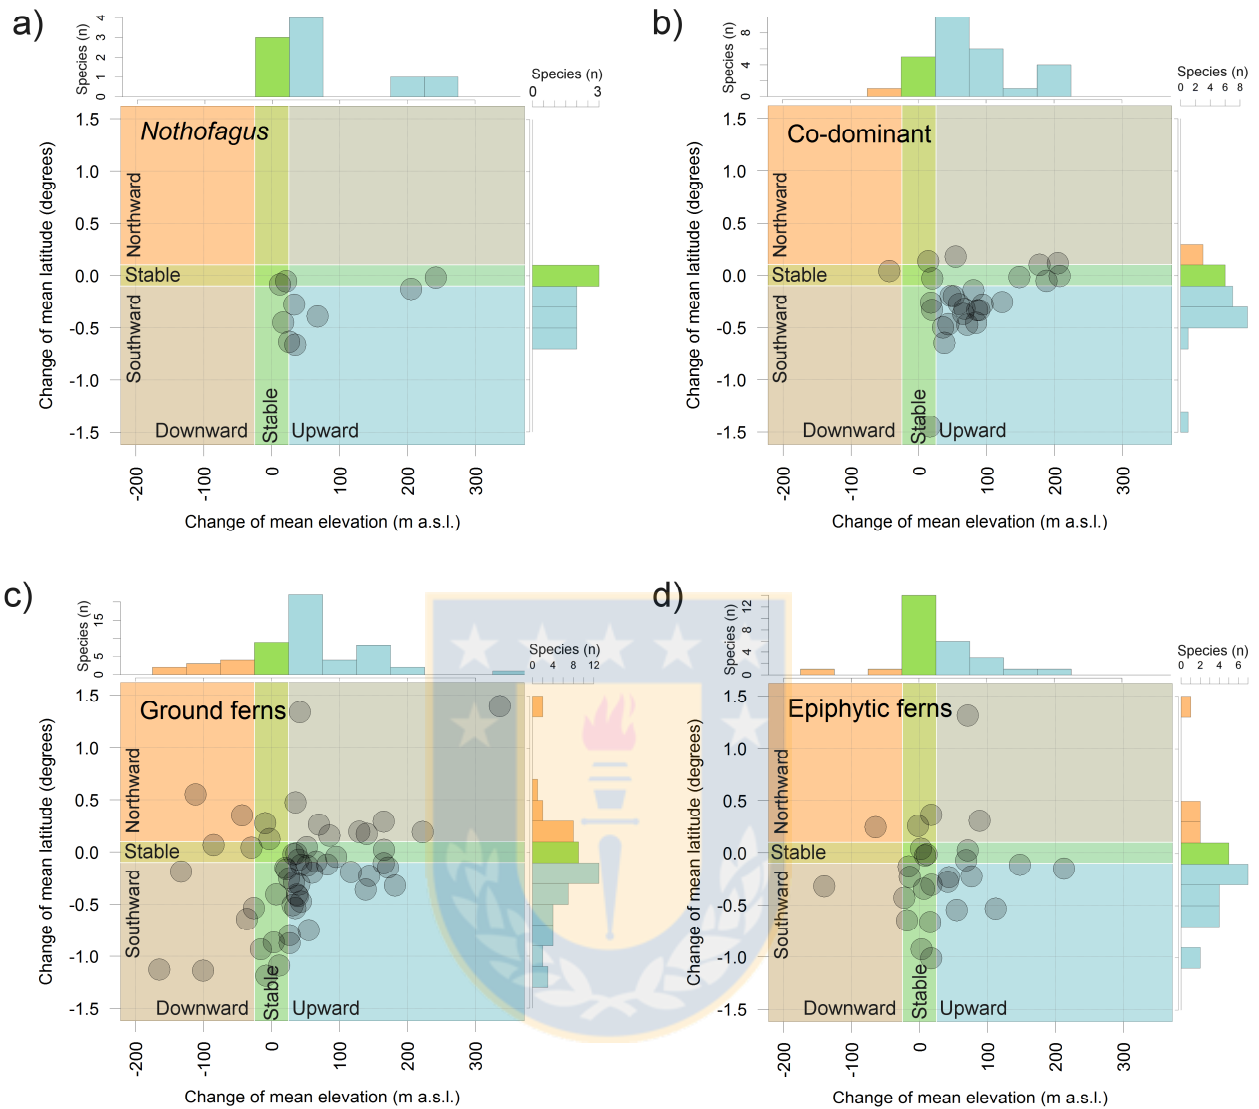 a)
Species (n)
0 1 2 3 4
Species (n)
0 3
Nothofagus
Change of mean latitude (degrees)
1.5
1.0
0.5
0.0
-0.5
-1.0
-1.5
Northward
Stable
Southward
Downward
Stable
Upward
-200 -100 0 100 200 300
Change of mean elevation (m a.s.l.)
b)
Species (n)
0 4 8
Species (n)
0 2 4 6 8
Co-dominant
Change of mean latitude (degrees)
1.5
1.0
0.5
0.0
-0.5
-1.0
-1.5
Northward
Stable
Southward
Downward
Stable
Upward
-200 -100 0 100 200 300
Change of mean elevation (m a.s.l.)
c)
Species (n)
0 5 15
Species (n)
0 4 8 12
Ground ferns
Change of mean latitude (degrees)
1.5
1.0
0.5
0.0
-0.5
-1.0
-1.5
Northward
Stable
Southward
Downward
Stable
Upward
-200 -100 0 100 200 300
Change of mean elevation (m a.s.l.)
d)
Species (n)
0 4 8 12
Species (n)
0 2 4 6
Epiphytic ferns
Change of mean latitude (degrees)
1.5
1.0
0.5
0.0
-0.5
-1.0
-1.5
Northward
Stable
Southward
Downward
Stable
Upward
-200 -100 0 100 200 300
Change of mean elevation (m a.s.l.)